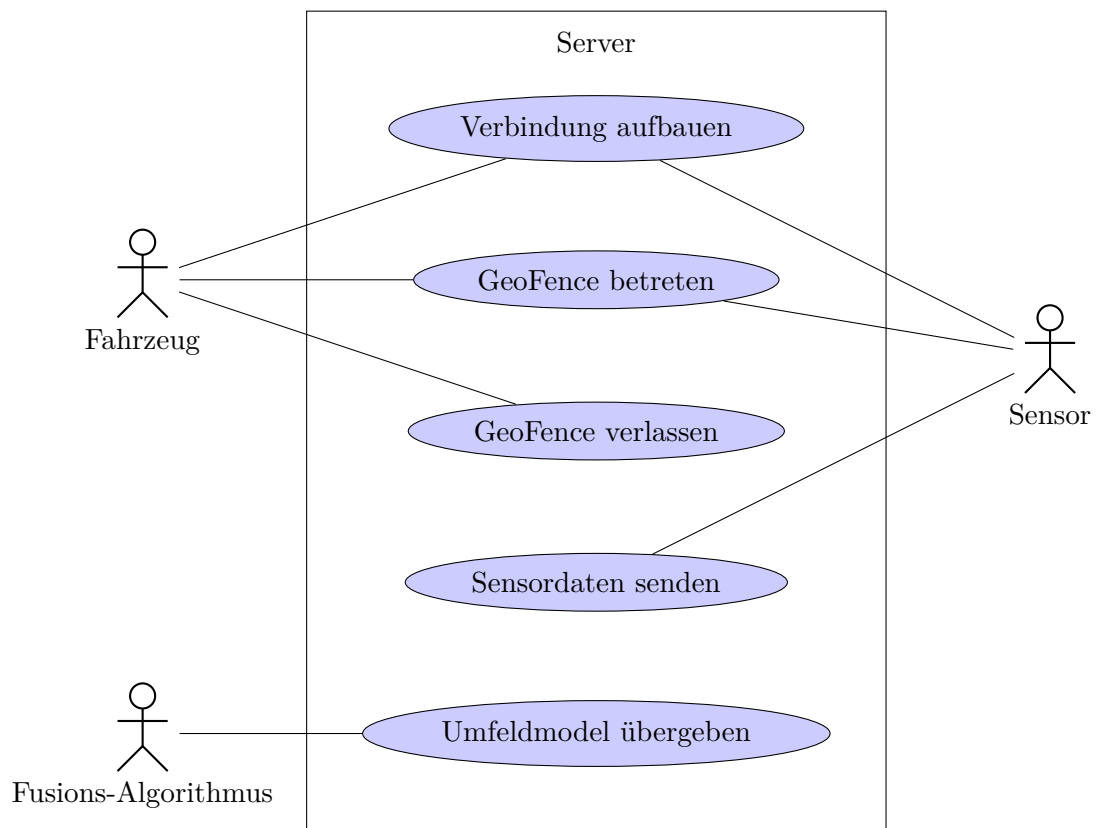 Server
Verbindung aufbauen
GeoFence betreten
Fahrzeug
Sensor
GeoFence verlassen
Sensordaten senden
Umfeldmodel übergeben
Fusions-Algorithmus